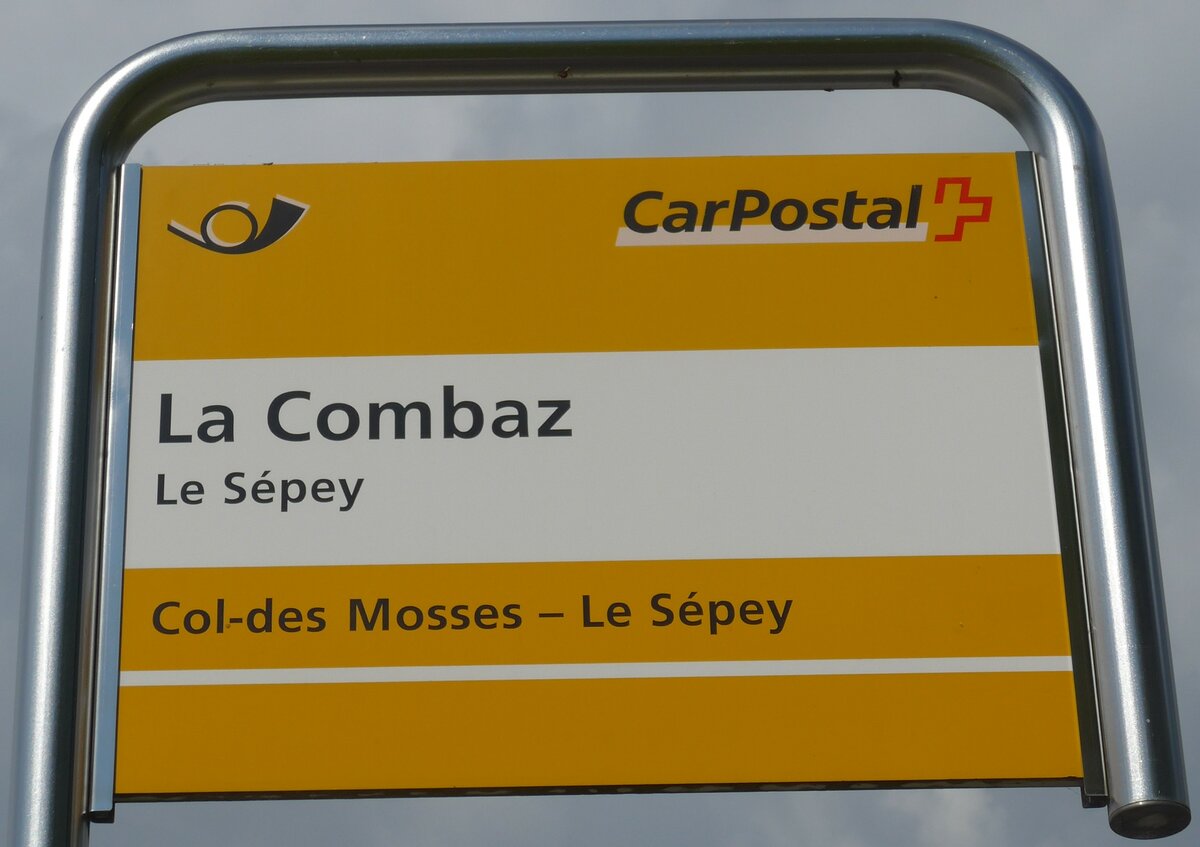 CarPostal
La Combaz
Le Sépey
Col-des Mosses – Le Sépey